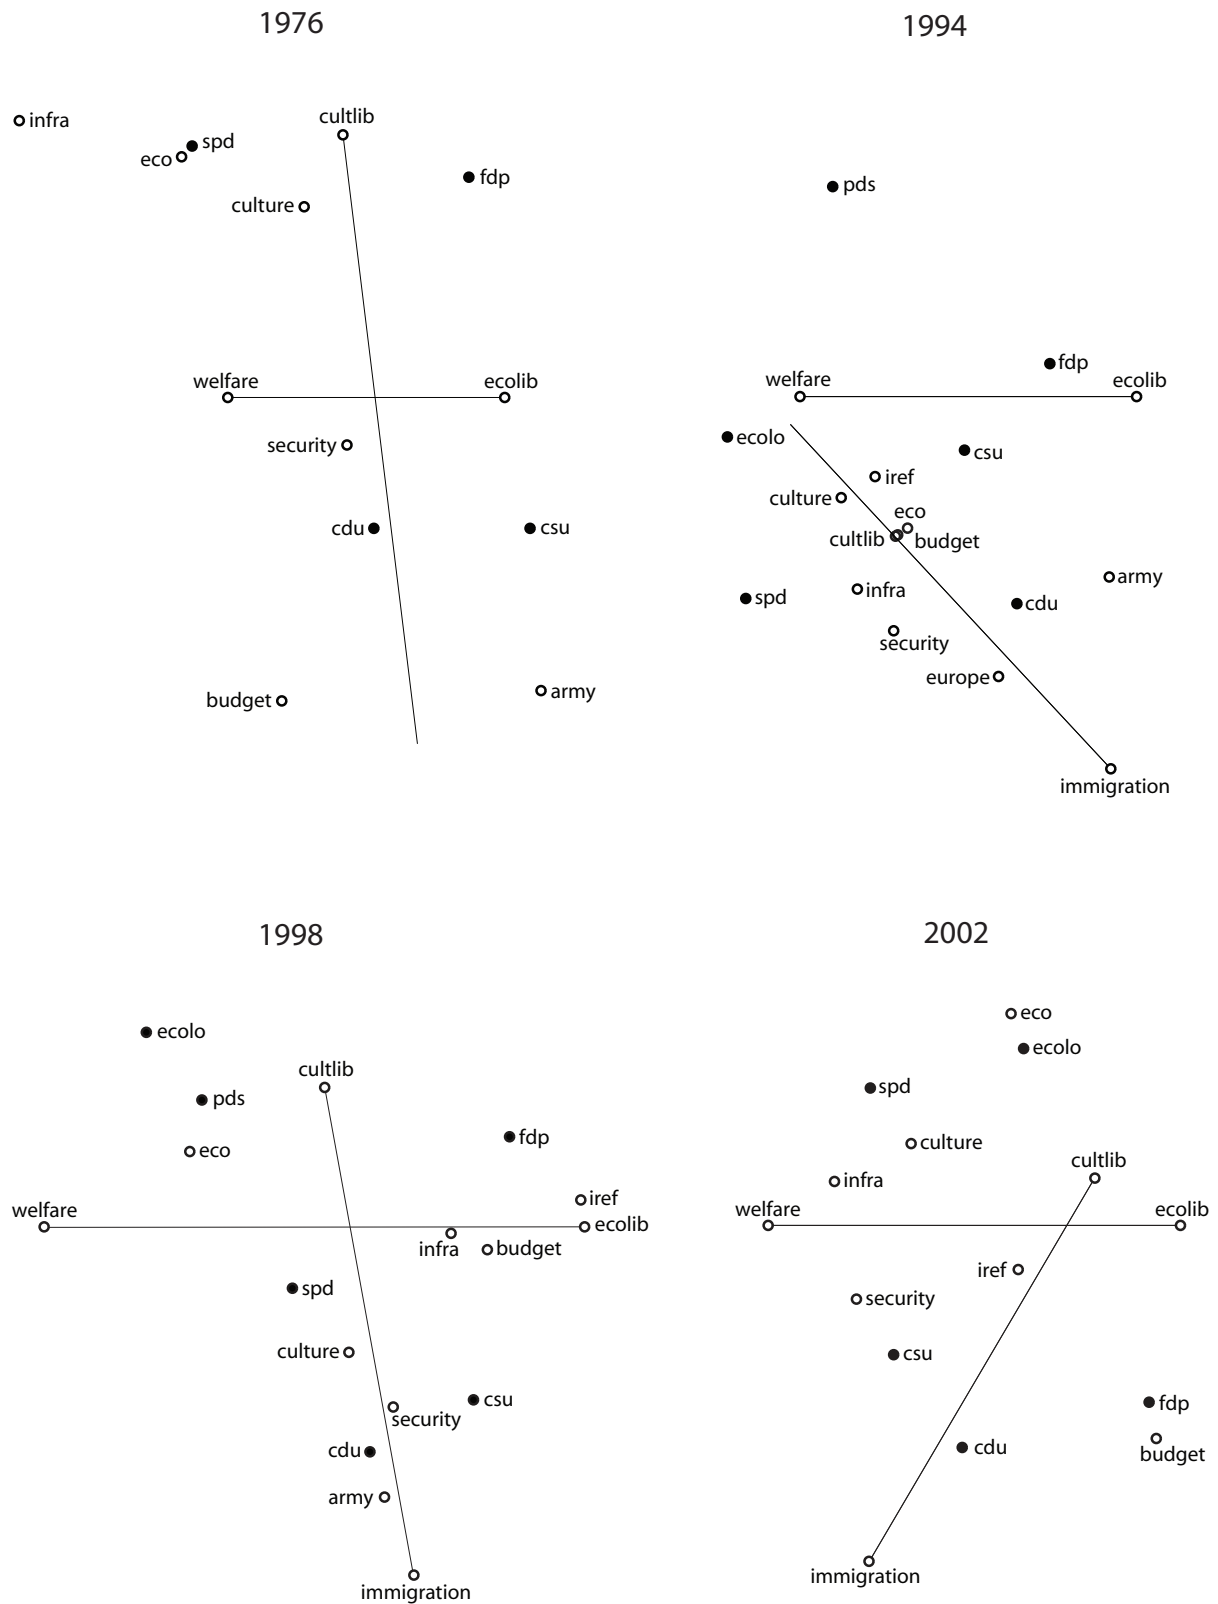 1976
infra
cultlib
spd
eco
fdp
culture
welfare
ecolib
security
cdu
csu
budget
army
1994
pds
fdp
welfare
ecolib
ecolo
csu
iref
culture
eco
cultlib
budget
army
infra
spd
cdu
security
europe
immigration
1998
ecolo
cultlib
pds
fdp
eco
iref
welfare
ecolib
infra
budget
spd
culture
csu
security
cdu
army
immigration
2002
eco
ecolo
spd
culture
cultlib
infra
welfare
ecolib
iref
security
csu
fdp
cdu
budget
immigration